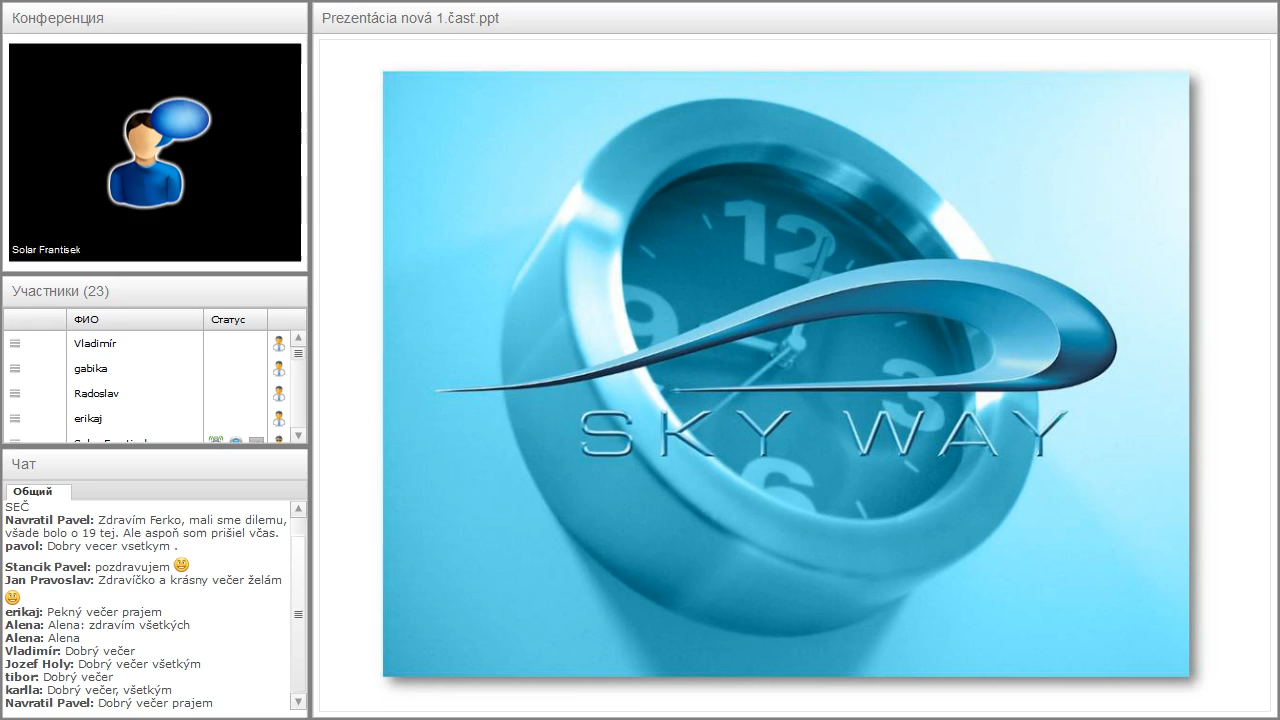 Конференция
Solar Frantisek
Участники (23)
ФИО Статус
Vladimír
gabika
Radoslav
erikaj
Чат
Общий
SEČ
Navratil Pavel: Zdravím Ferko, mali sme dilemu,
všade bolo o 19 tej. Ale aspoň som prišiel včas.
pavol: Dobry vecer vsetkym .
Stancik Pavel: pozdravujem
Jan Pravoslav: Zdravíčko a krásny večer želám
erikaj: Pekný večer prajem
Alena: Alena: zdravím všetkých
Alena: Alena
Vladimír: Dobrý večer
Jozef Holy: Dobrý večer všetkým
tibor: Dobrý večer
karlla: Dobrý večer, všetkým
Navratil Pavel: Dobrý večer prajem
Prezentácia nová 1.časť.ppt
12
9
3
6
SKY WAY